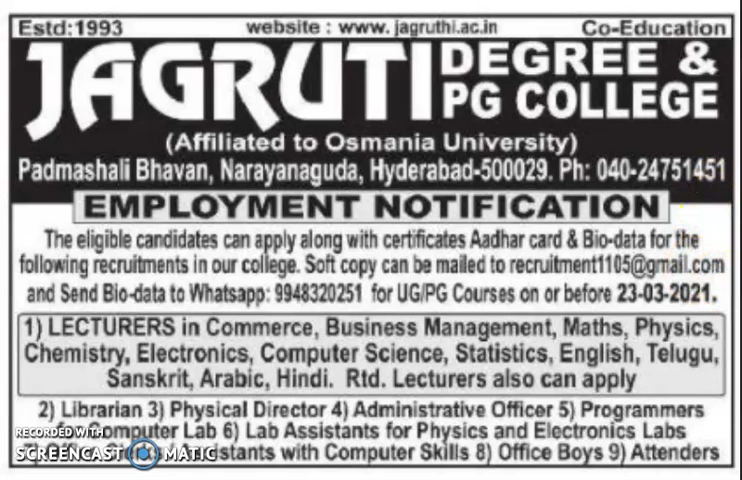 Estd:1993 website : www. jagruthi.ac.in Co-Education
JAGRUTI DEGREE &
PG COLLEGE
(Affiliated to Osmania University)
Padmashali Bhavan, Narayanaguda, Hyderabad-500029. Ph: 040-24751451
EMPLOYMENT NOTIFICATION
The eligible candidates can apply along with certificates Aadhar card & Bio-data for the
following recruitments in our college. Soft copy can be mailed to recruitment1105@gmail.com
and Send Bio-data to Whatsapp: 9948320251 for UG/PG Courses on or before 23-03-2021.
1) LECTURERS in Commerce, Business Management, Maths, Physics,
Chemistry, Electronics, Computer Science, Statistics, English, Telugu,
Sanskrit, Arabic, Hindi. Rtd. Lecturers also can apply
2) Librarian 3) Physical Director 4) Administrative Officer 5) Programmers
Computer Lab 6) Lab Assistants for Physics and Electronics Labs
Assistants with Computer Skills 8) Office Boys 9) Attenders
RECORDED WITH
SCREENCAST MATIC